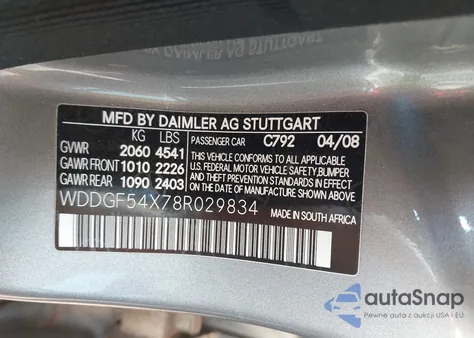 MFD BY DAIMLER AG STUTTGART
KG LBS
GVWR 2060 4541
GAWR FRONT 1010 2226
GAWR REAR 1090 2403
PASSENGER CAR C792 04/08
THIS VEHICLE CONFORMS TO ALL APPLICABLE
U.S. FEDERAL MOTOR VEHICLE SAFETY,BUMPER
AND THEFT PREVENTION STANDARDS IN EFFECT
ON THE DATE OF MANUFACTURE SHOWN ABOVE.
WDDGF54X78R029834
MADE IN SOUTH AFRICA
autoSnap
Pewne auta z aukcji USA i EU